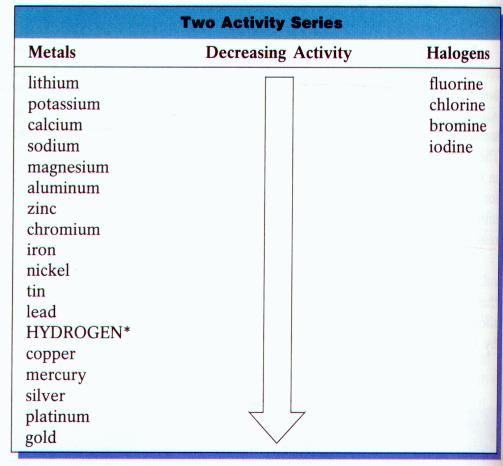 Two Activity Series
Metals Decreasing Activity Halogens
lithium fluorine
potassium chlorine
calcium bromine
sodium iodine
magnesium
aluminum
zinc
chromium
iron
nickel
tin
lead
HYDROGEN*
copper
mercury
silver
platinum
gold